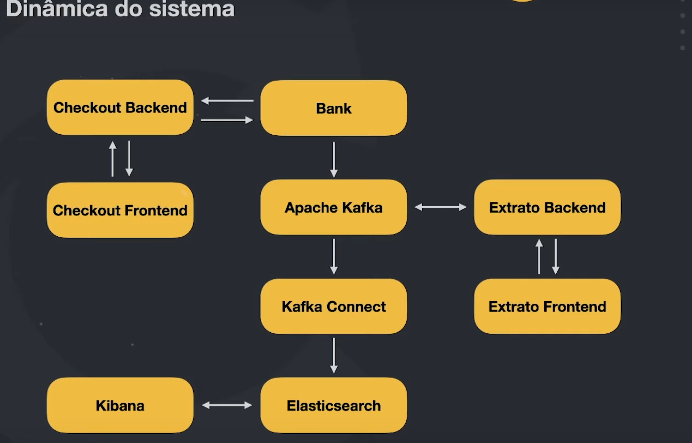 Dinâmica do sistema
Checkout Backend
Bank
Checkout Frontend
Apache Kafka
Extrato Backend
Kafka Connect
Extrato Frontend
Kibana
Elasticsearch